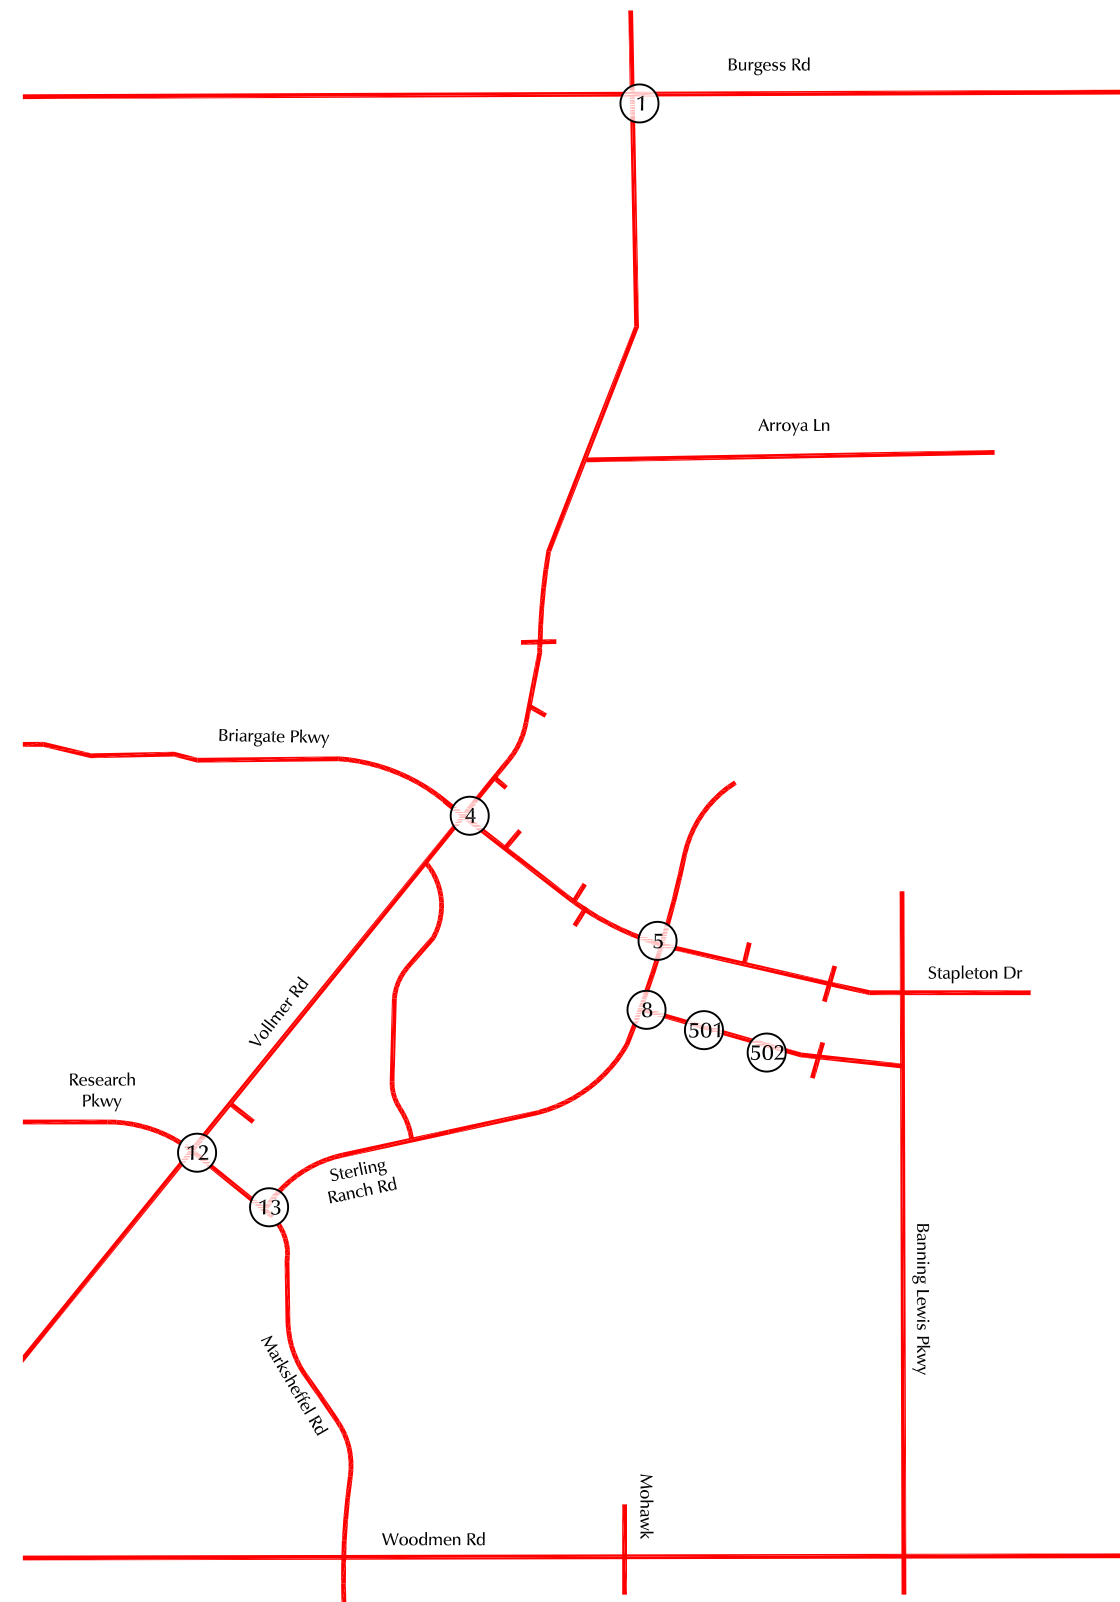 Burgess Rd
1
Arroya Ln
Briargate Pkwy
4
5
Stapleton Dr
8
501
502
Vollmer Rd
Research
Pkwy
12
Sterling
Ranch Rd
13
Banning Lewis Pkwy
Marksheffel Rd
Mohawk
Woodmen Rd